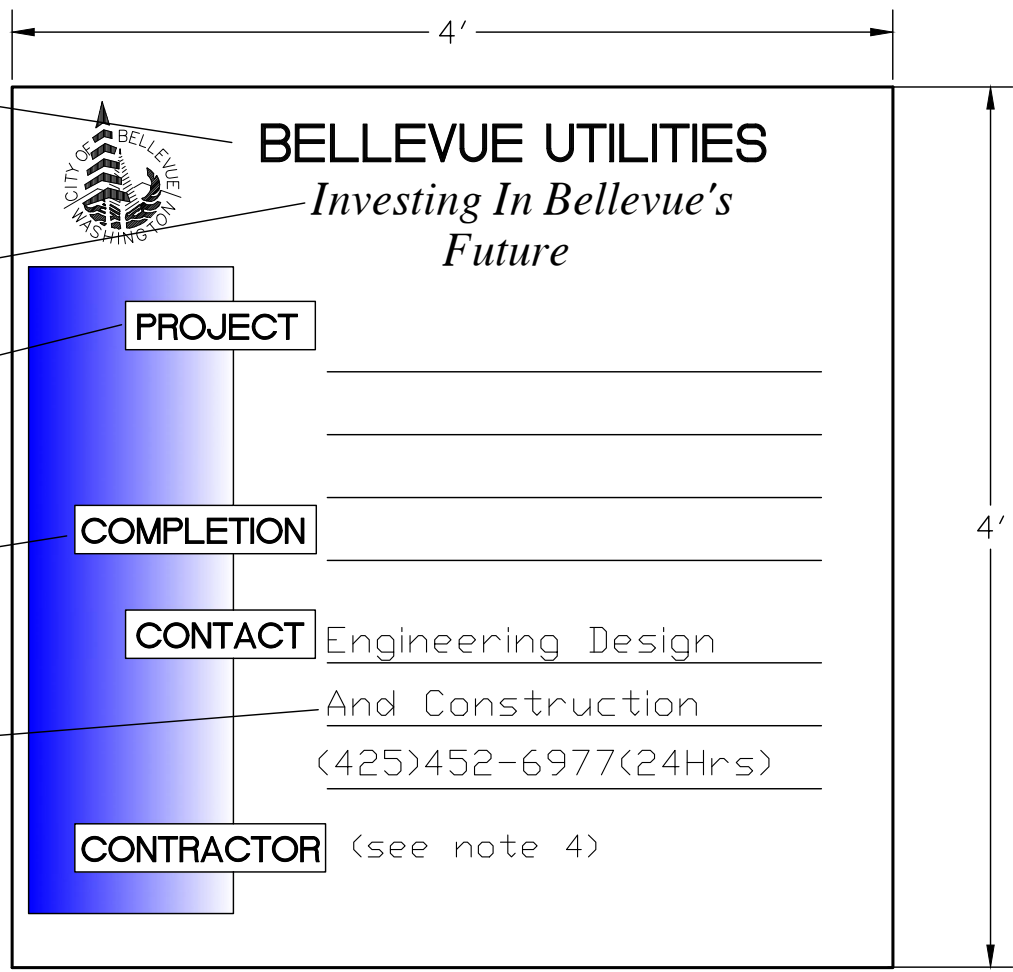 4'
CITY OF BELLEVUE
WASHINGTON
BELLEVUE UTILITIES
Investing In Bellevue's
Future
PROJECT
COMPLETION
4'
CONTACT Engineering Design
And Construction
(425)452-6977(24Hrs)
CONTRACTOR (see note 4)